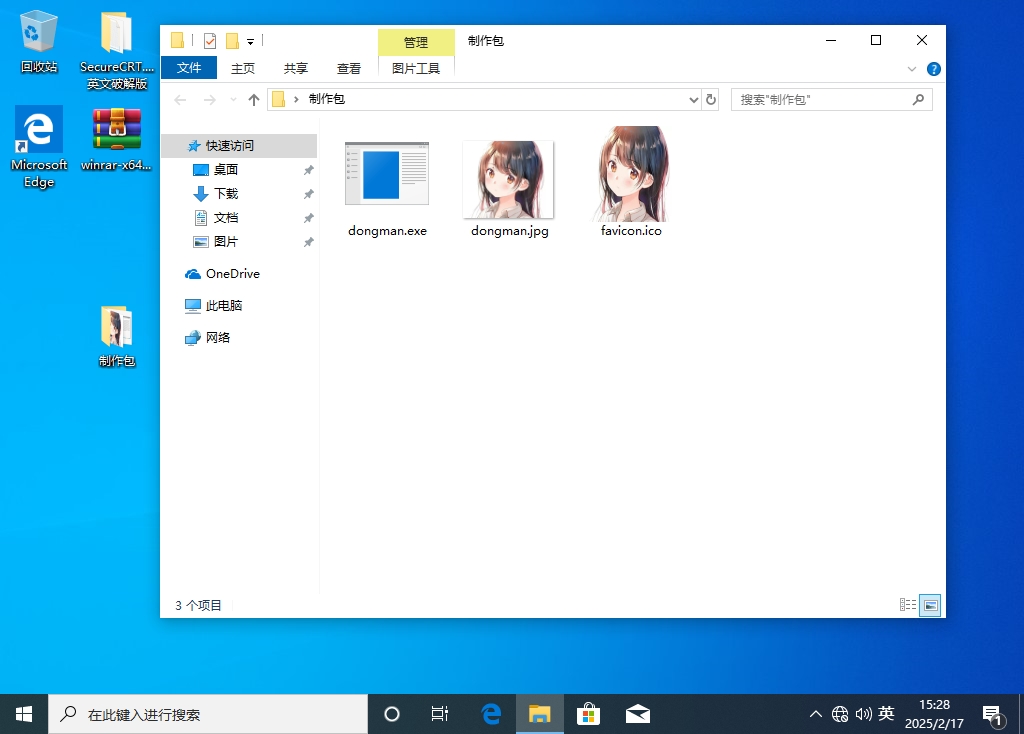 回收站
SecureCRT....
英文破解版
Microsoft
Edge
winrar-x64...
制作包
管理
制作包
文件
主页
共享
查看
图片工具
制作包
搜索"制作包"
快速访问
桌面
下载
文档
图片
OneDrive
此电脑
网络
dongman.exe
dongman.jpg
favicon.ico
3 个项目
在此键入进行搜索
英
15:28
2025/2/17
1